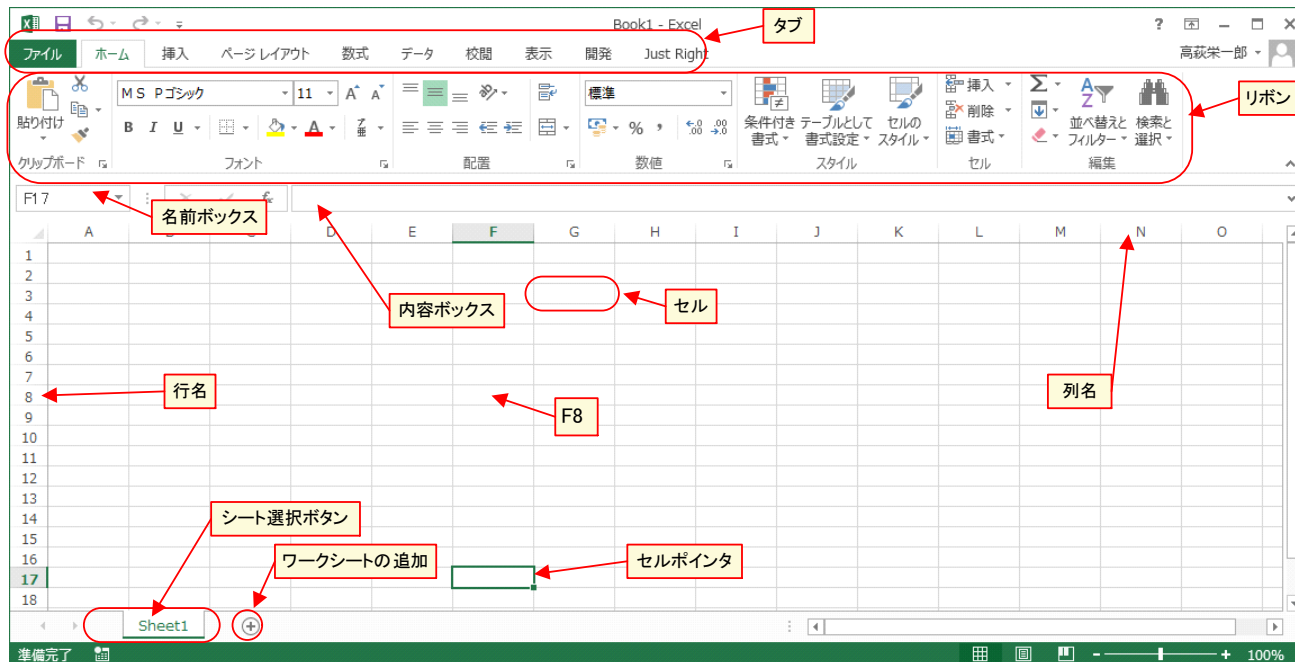 Book1 - Excel
タブ
ファイル ホーム 挿入 ページ レイアウト 数式 データ 校閲 表示 開発 Just Right
高荻栄一郎
貼り付け
ＭＳ Ｐゴシック 11
標準
条件付き書式
テーブルとして書式設定
セルのスタイル
挿入
削除
書式
並べ替えとフィルター
検索と選択
リボン
クリップボード フォント 配置 数値 スタイル セル 編集
F17
fx
名前ボックス
A D E F G H I J K L M N O
1
2
3
4
5
6
7
8
9
10
11
12
13
14
15
16
17
18
内容ボックス
セル
行名
F8
列名
シート選択ボタン
ワークシートの追加
セルポインタ
Sheet1
準備完了
100%